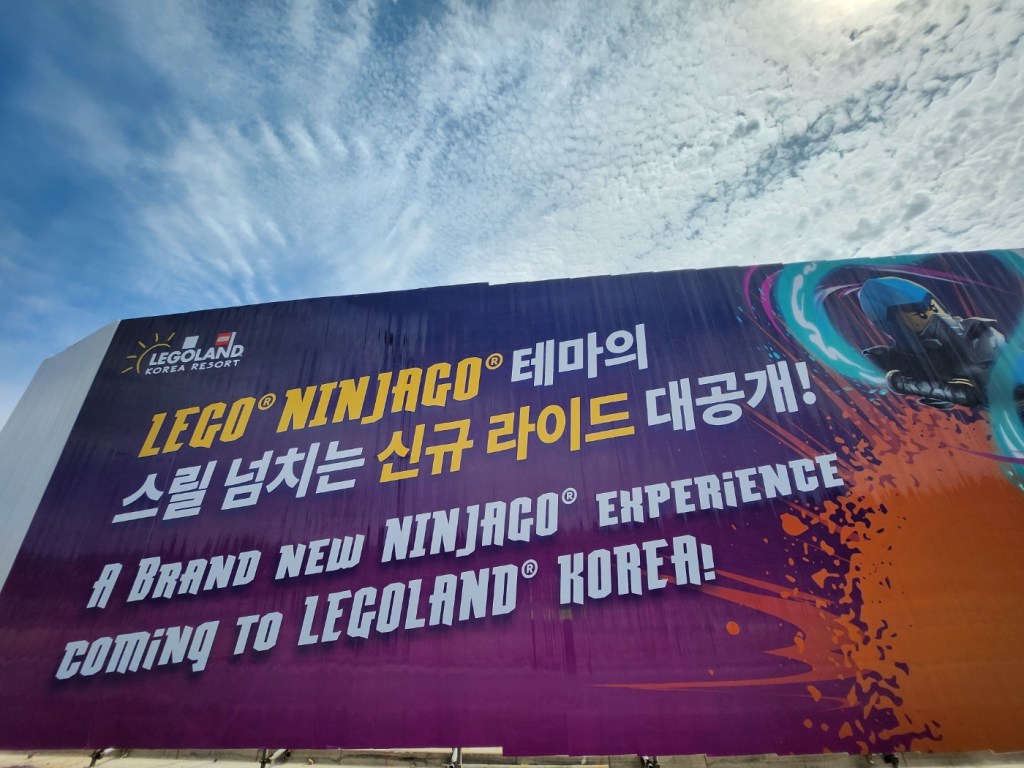 LEGOLAND
KOREA RESORT
LEGO® NINJAGO® 테마의
스릴 넘치는 신규 라이드 대공개!
A BRAND NEW NINJAGO® EXPERIENCE
COMING TO LEGOLAND® KOREA!